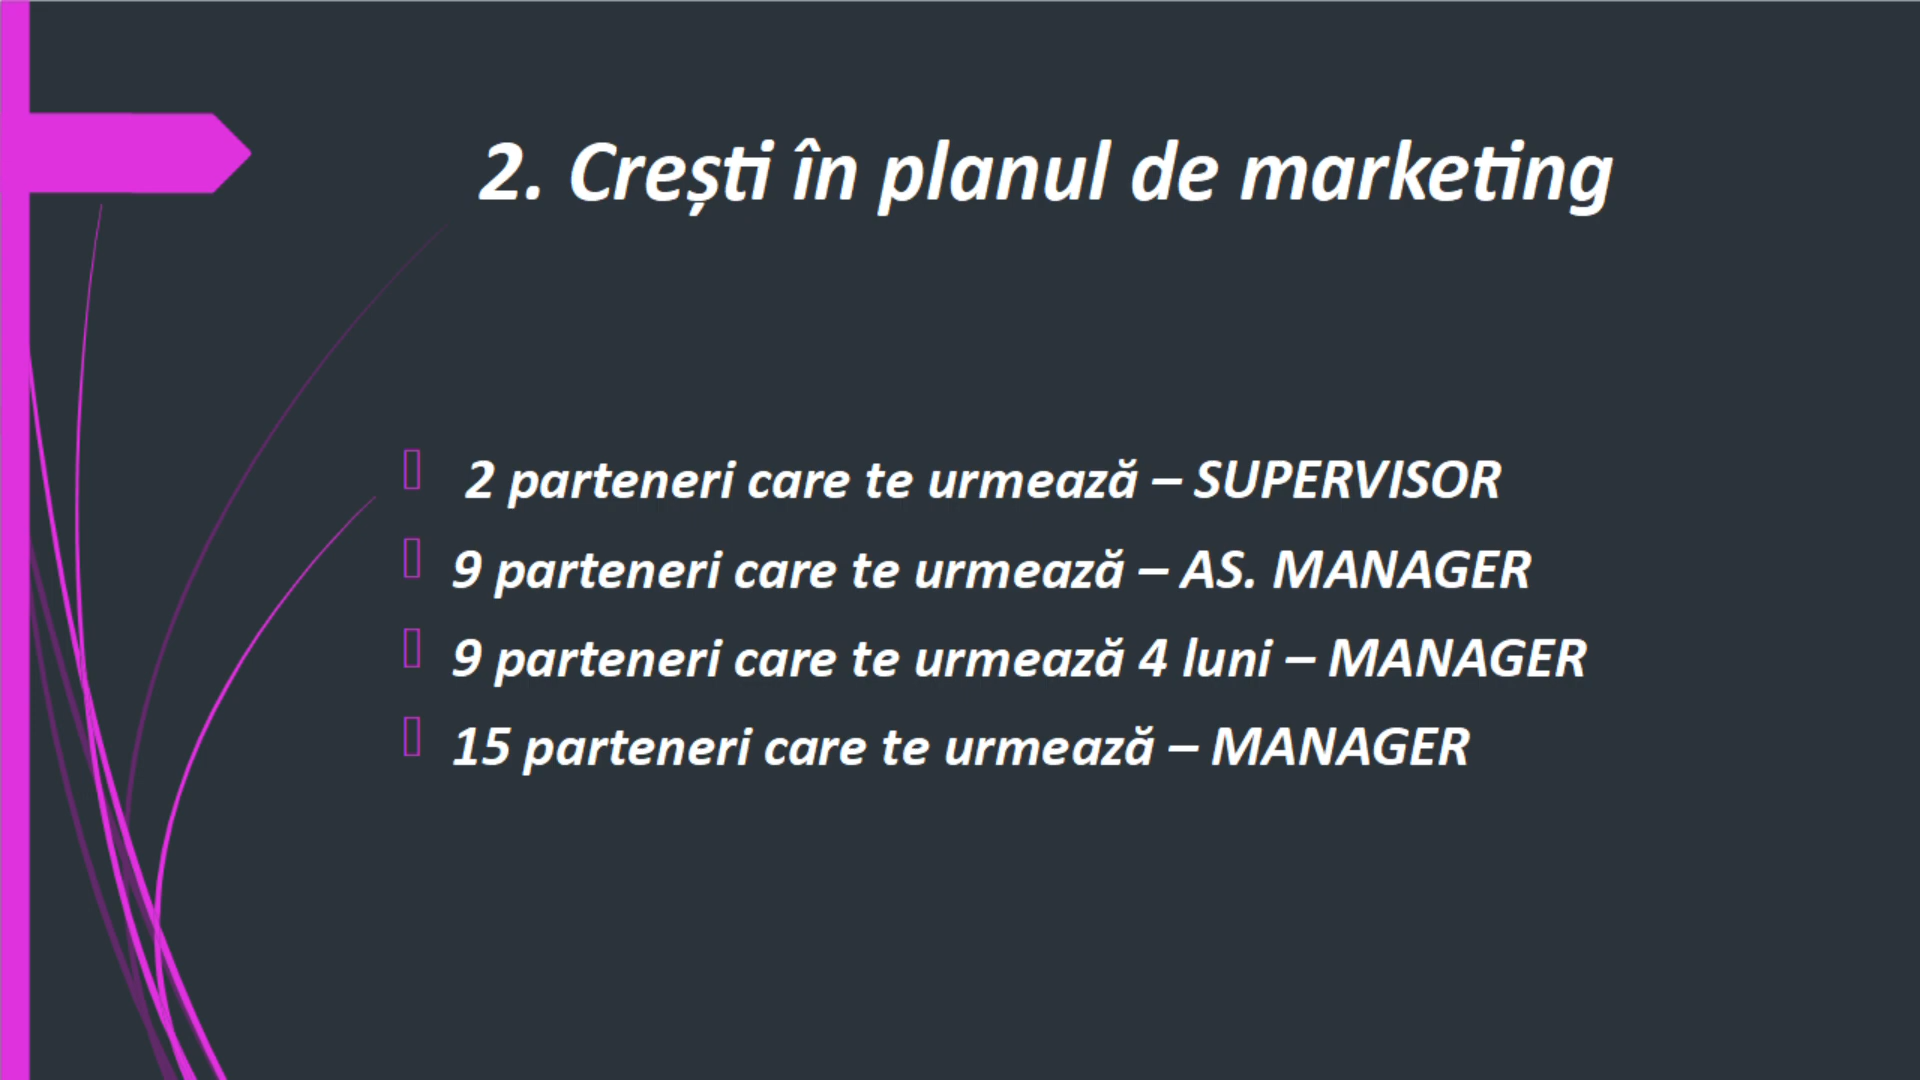 2. Crești în planul de marketing
2 parteneri care te urmează – SUPERVISOR
9 parteneri care te urmează – AS. MANAGER
9 parteneri care te urmează 4 luni – MANAGER
15 parteneri care te urmează – MANAGER